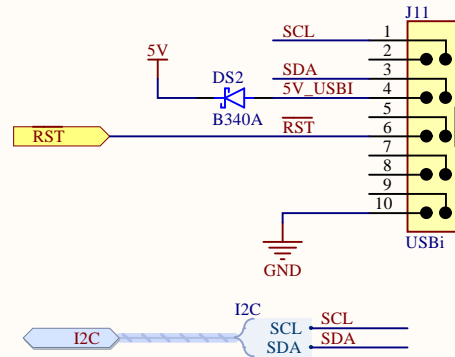 J11
SCL 1
2
5V
DS2
SDA 3
5V_USBI 4
B340A
5
RST
RST 6
7
8
9
10
USBi
GND
I2C
I2C
SCL SCL
SDA SDA